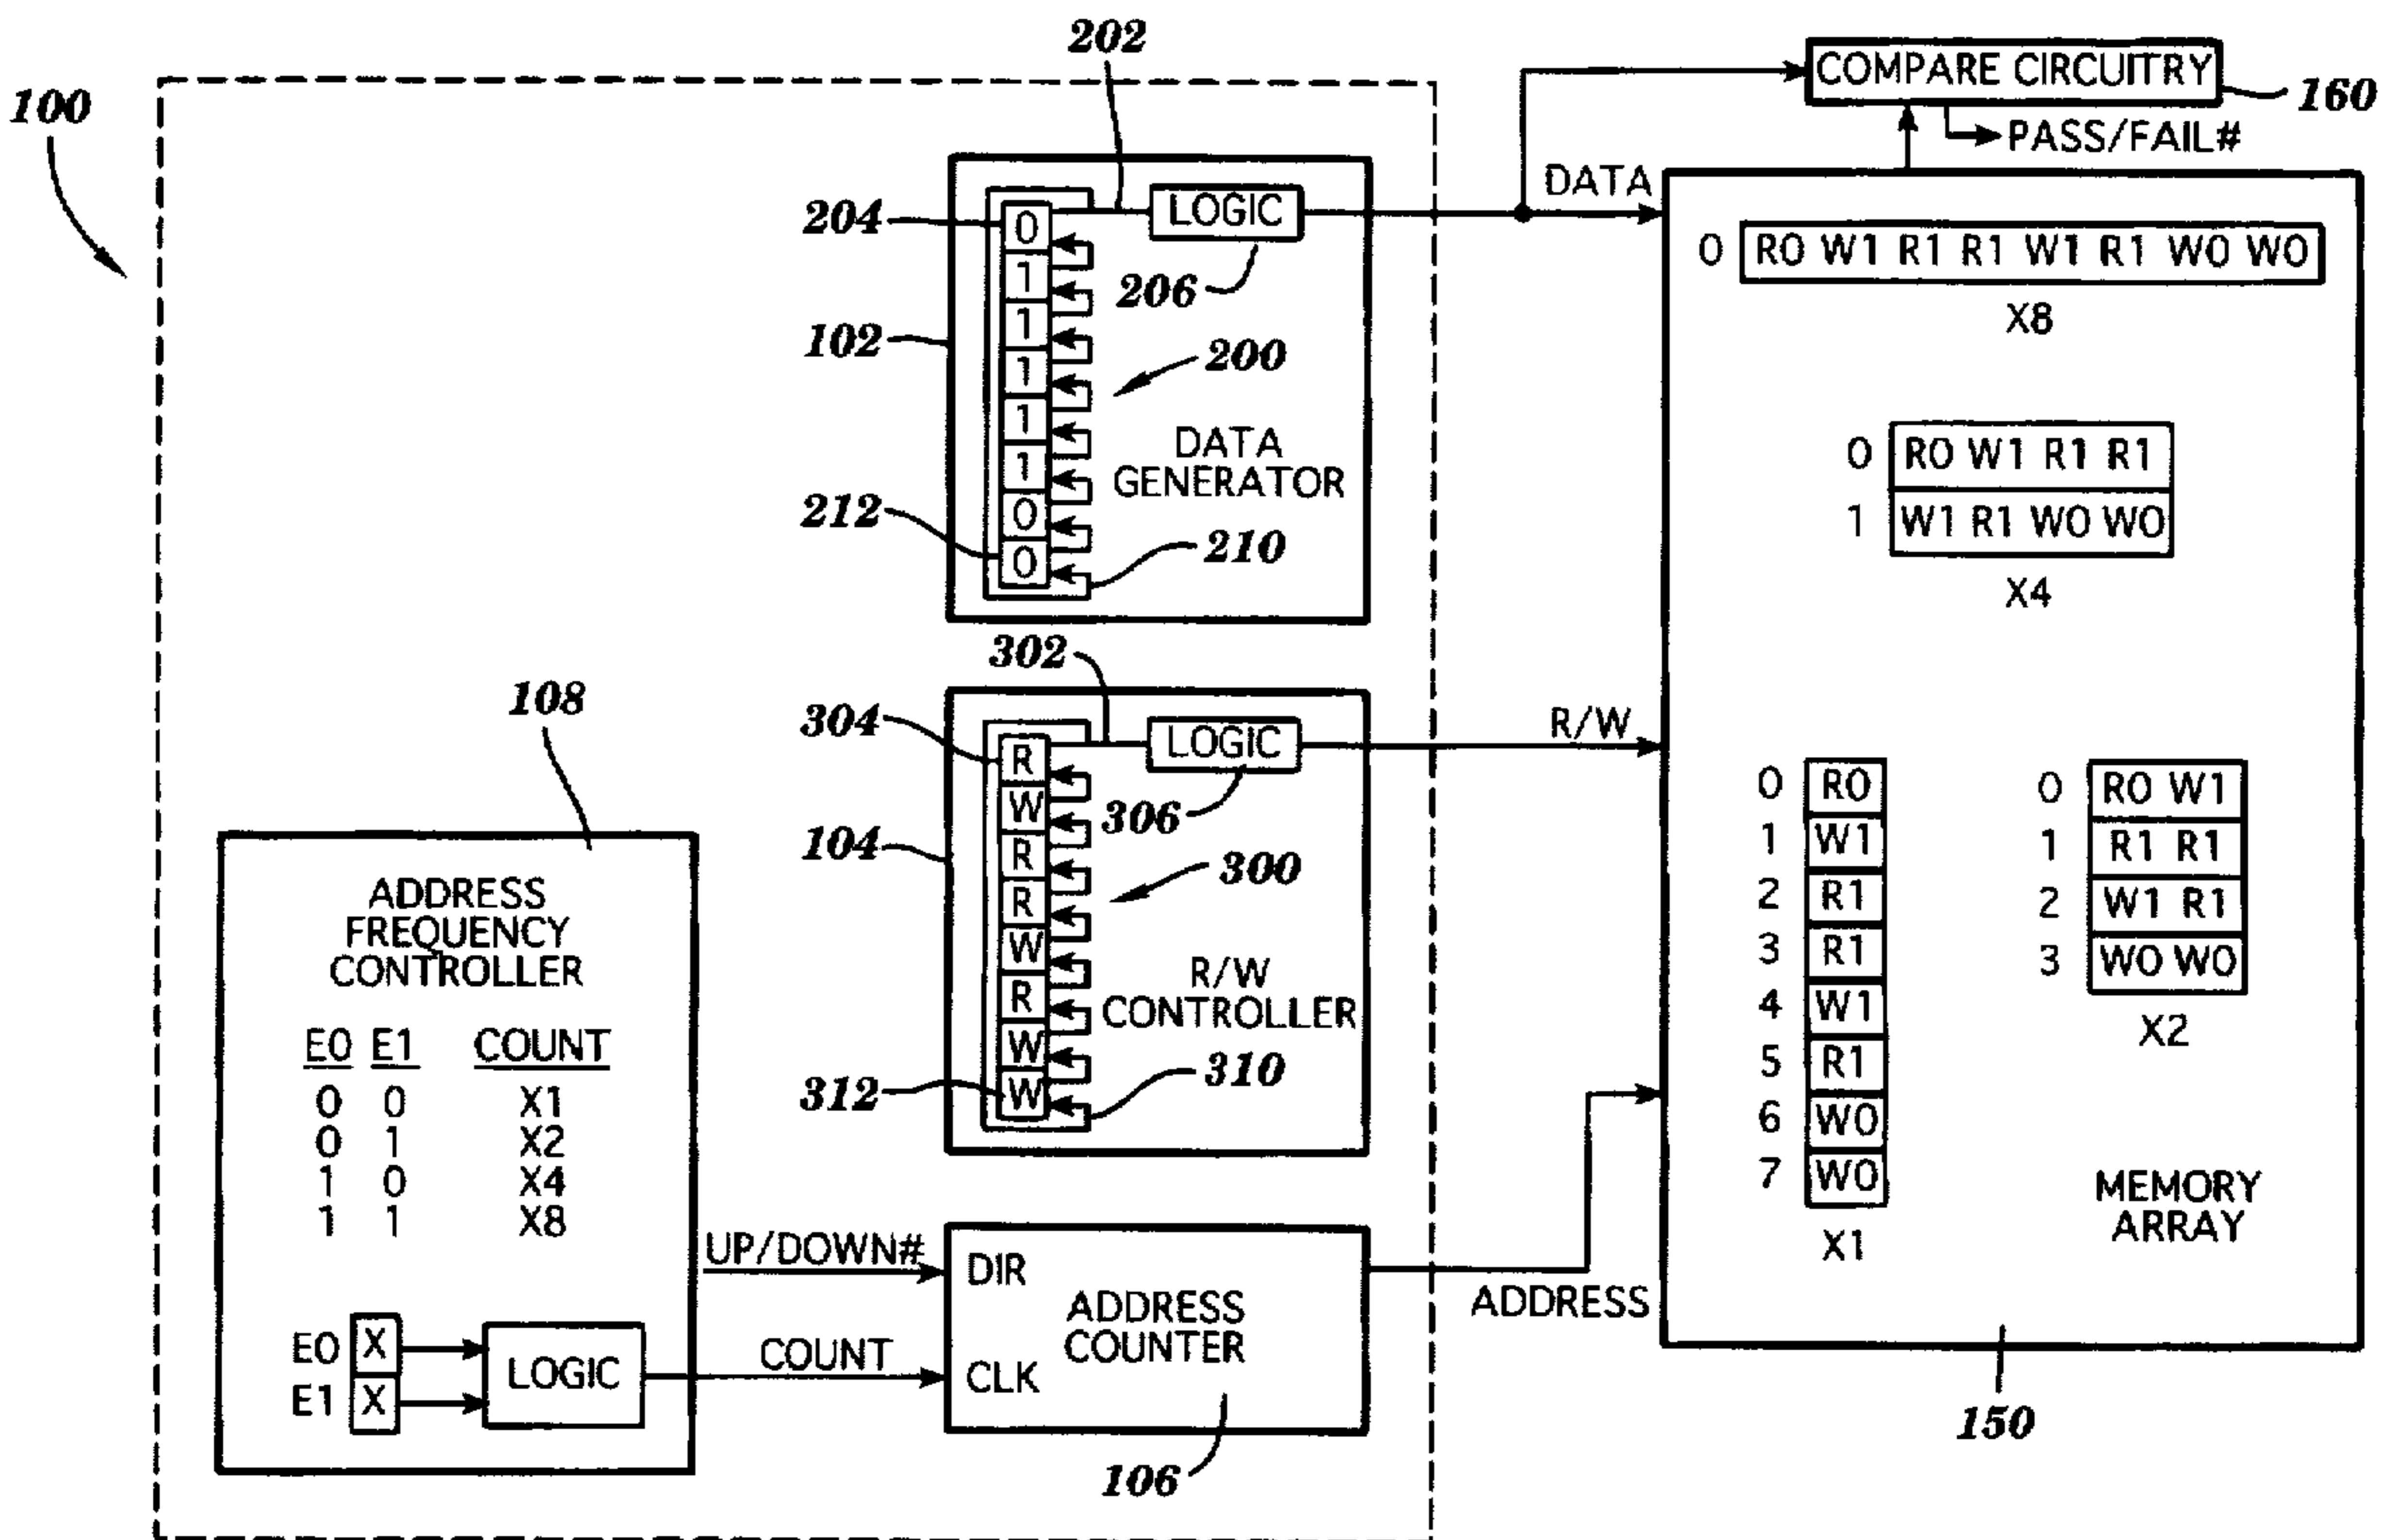 100
202
COMPARE CIRCUITRY
160
PASS/FAIL#
204
0
1
1
1
1
1
0
0
LOGIC
206
102
200
DATA
GENERATOR
212
210
DATA
0 R0 W1 R1 R1 W1 R1 W0 W0
X8
0 R0 W1 R1 R1
1 W1 R1 W0 W0
X4
302
304
R
W
R
R
W
R
W
W
LOGIC
306
104
300
R/W
CONTROLLER
312
310
R/W
0 R0
1 W1
2 R1
3 R1
4 W1
5 R1
6 W0
7 W0
X1
0 R0 W1
1 R1 R1
2 W1 R1
3 W0 W0
X2
MEMORY
ARRAY
150
108
ADDRESS
FREQUENCY
CONTROLLER
E0 E1 COUNT
0 0 X1
0 1 X2
1 0 X4
1 1 X8
E0 X
E1 X
LOGIC
UP/DOWN#
COUNT
DIR
CLK
ADDRESS
COUNTER
106
ADDRESS